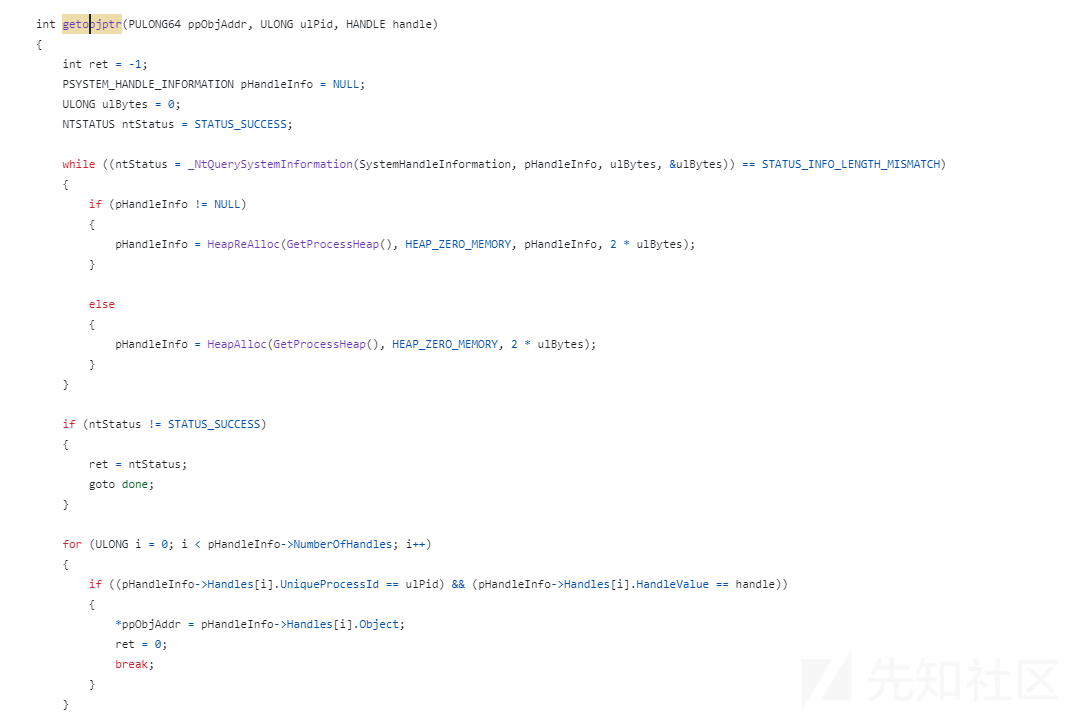 int getobjptr(PULONG64 ppObjAddr, ULONG ulPid, HANDLE handle)
{
    int ret = -1;
    PSYSTEM_HANDLE_INFORMATION pHandleInfo = NULL;
    ULONG ulBytes = 0;
    NTSTATUS ntStatus = STATUS_SUCCESS;

    while ((ntStatus = _NtQuerySystemInformation(SystemHandleInformation, pHandleInfo, ulBytes, &ulBytes)) == STATUS_INFO_LENGTH_MISMATCH)
    {
        if (pHandleInfo != NULL)
        {
            pHandleInfo = HeapReAlloc(GetProcessHeap(), HEAP_ZERO_MEMORY, pHandleInfo, 2 * ulBytes);
        }

        else
        {
            pHandleInfo = HeapAlloc(GetProcessHeap(), HEAP_ZERO_MEMORY, 2 * ulBytes);
        }
    }

    if (ntStatus != STATUS_SUCCESS)
    {
        ret = ntStatus;
        goto done;
    }

    for (ULONG i = 0; i < pHandleInfo->NumberOfHandles; i++)
    {
        if ((pHandleInfo->Handles[i].UniqueProcessId == ulPid) && (pHandleInfo->Handles[i].HandleValue == handle))
        {
            *ppObjAddr = pHandleInfo->Handles[i].Object;
            ret = 0;
            break;
        }
    }
先知社区